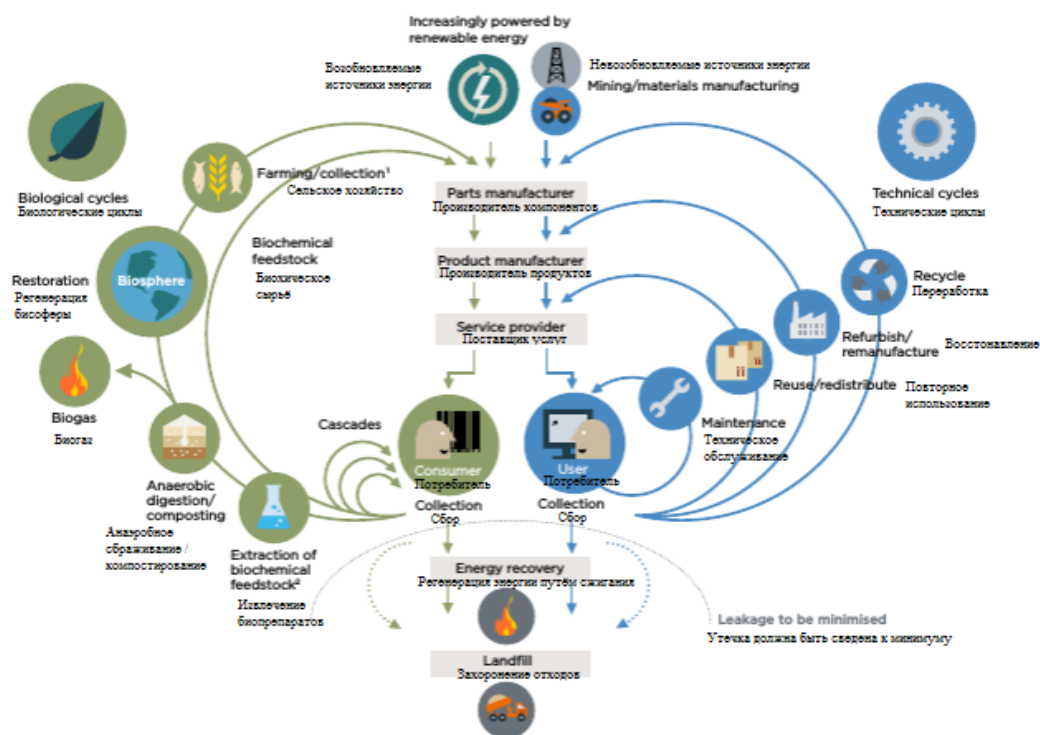 Increasingly powered by
renewable energy
Возобновляемые
источники энергии
Невозобновляемые источники энергии
Mining/materials manufacturing
Biological cycles
Биологические циклы
Farming/collection¹
Сельское хозяйство
Parts manufacturer
Производитель компонентов
Technical cycles
Технические циклы
Biochemical
feedstock
Биохическое
сырьё
Product manufacturer
Производитель продуктов
Restoration
Регенерация
бисоферы
Biosphere
Recycle
Переработка
Service provider
Поставщик услуг
Refurbish/
remanufacture
Восстонавление
Reuse/redistribute
Повторное
использование
Biogas
Биогаз
Cascades
Maintenance
Техническое
обслуживание
Consumer
Потребитель
User
Потребитель
Anaerobic
digestion/
composting
Анаэробное
сбраживание /
компостирование
Collection
Сбор
Collection
Сбор
Extraction of
biochemical
feedstock²
Извлечение
биопрепаратов
Energy recovery
Регенерация энергии путём сжигания
Leakage to be minimised
Утечка должна быть сведена к минимуму
Landfill
Захоронение отходов